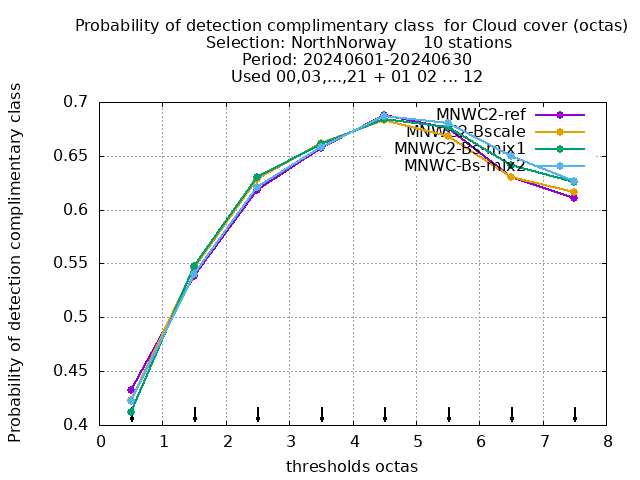 Probability of detection complimentary class  for Cloud cover (octas)
Selection: NorthNorway     10 stations
Period: 20240601-20240630
Used 00,03,...,21 + 01 02 ... 12
Probability of detection complimentary class
0.7
0.65
0.6
0.55
0.5
0.45
0.4
MNWC2-ref
MNWC2-Bscale
MNWC2-Bs-mix1
MNWC-Bs-mix2
0 1 2 3 4 5 6 7 8
thresholds octas